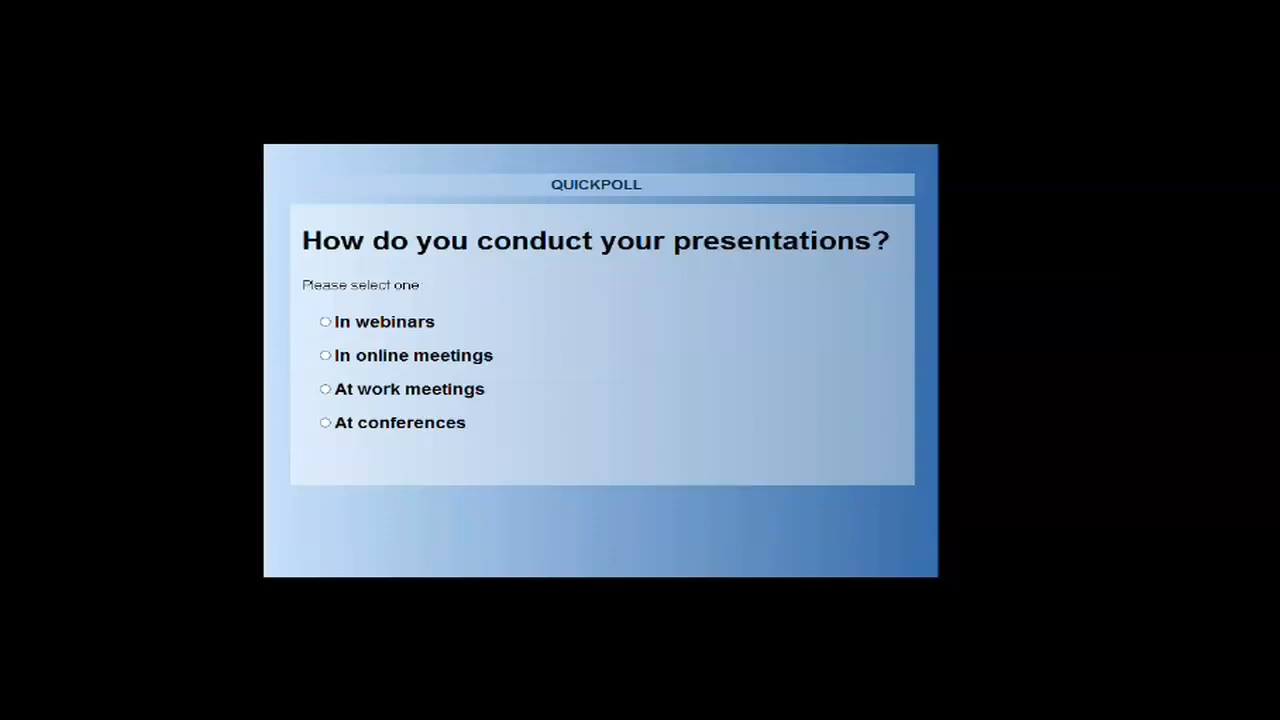 QUICKPOLL
How do you conduct your presentations?
Please select one
In webinars
In online meetings
At work meetings
At conferences